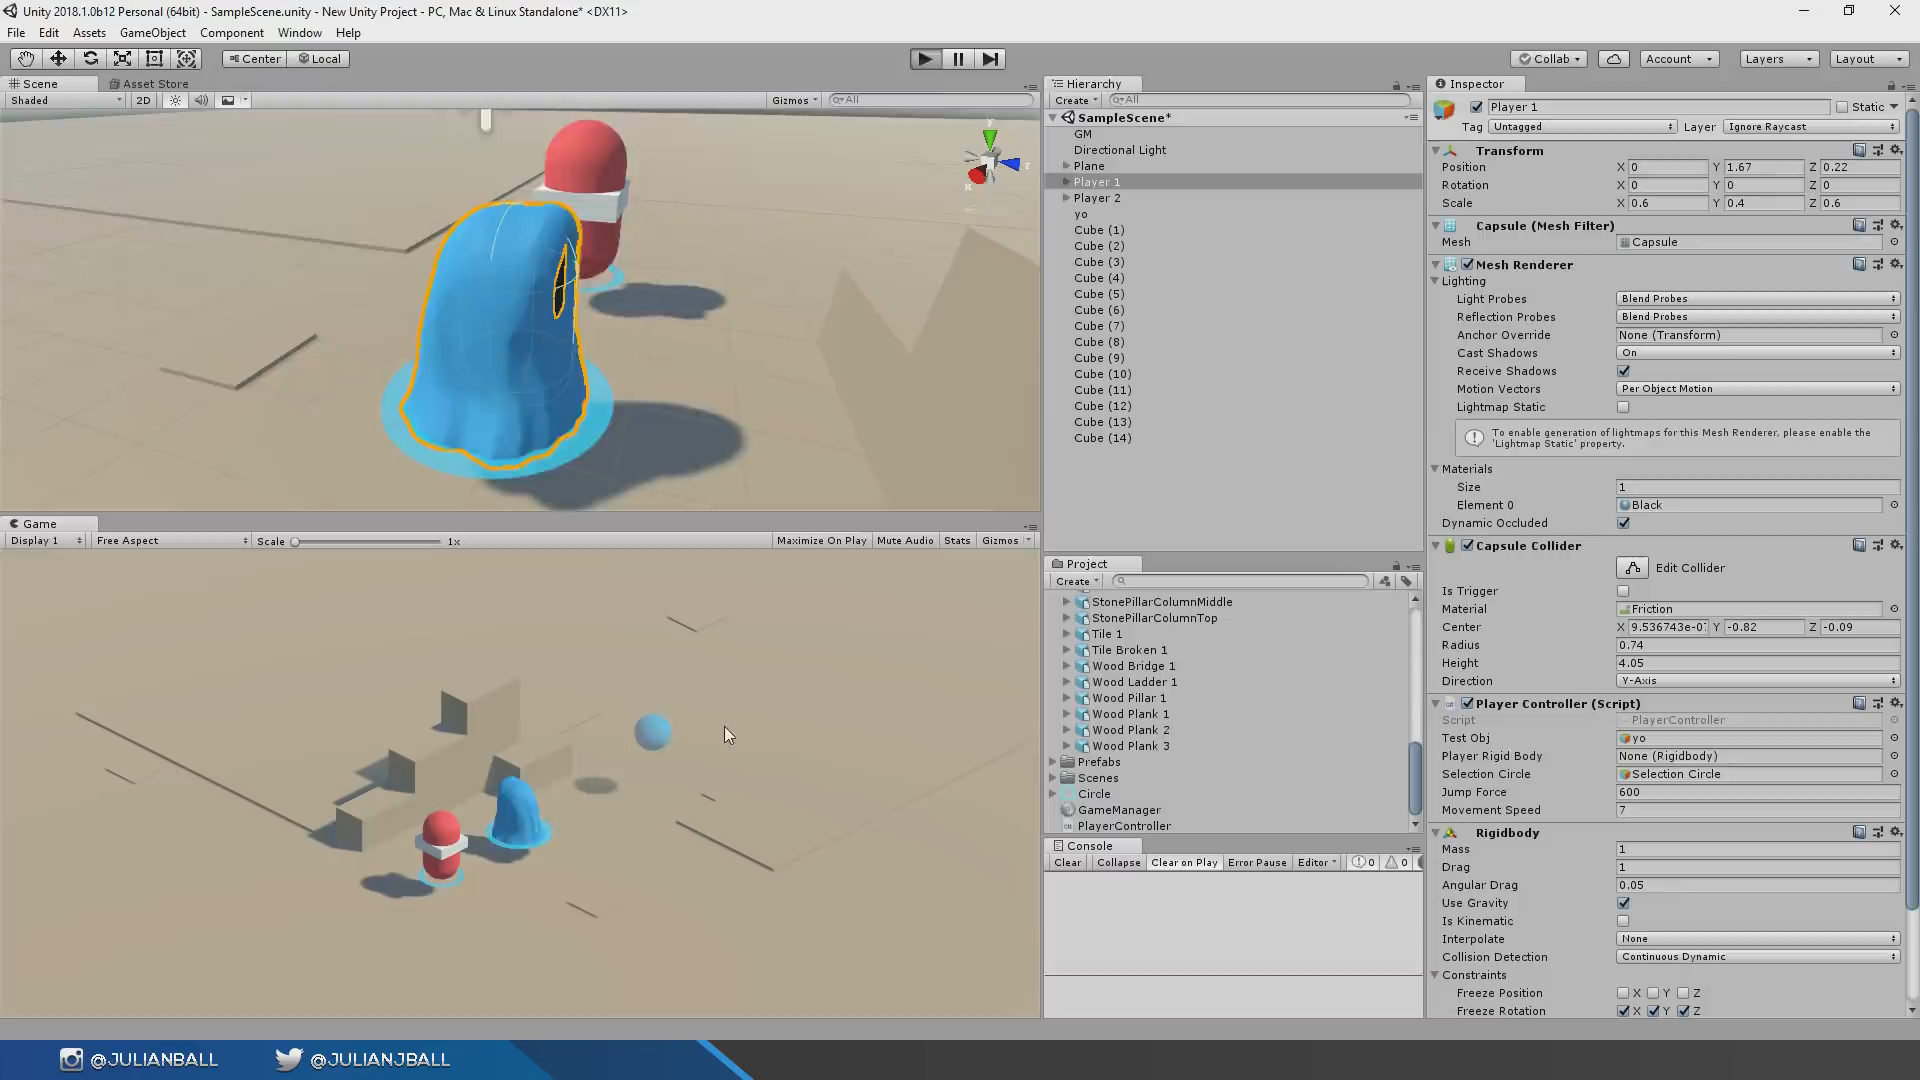 Unity 2018.1.0b12 Personal (64bit) - SampleScene.unity - New Unity Project - PC, Mac & Linux Standalone* <DX11>
File Edit Assets GameObject Component Window Help
Center Local
Collab Account Layers Layout
Scene Asset Store
Shaded 2D Gizmos All
y
x z
Game
Display 1 Free Aspect Scale 1x Maximize On Play Mute Audio Stats Gizmos
Hierarchy
Create All
SampleScene*
GM
Directional Light
Plane
Player 1
Player 2
yo
Cube (1)
Cube (2)
Cube (3)
Cube (4)
Cube (5)
Cube (6)
Cube (7)
Cube (8)
Cube (9)
Cube (10)
Cube (11)
Cube (12)
Cube (13)
Cube (14)
Project
Create
StonePillarColumnMiddle
StonePillarColumnTop
Tile 1
Tile Broken 1
Wood Bridge 1
Wood Ladder 1
Wood Pillar 1
Wood Plank 1
Wood Plank 2
Wood Plank 3
Prefabs
Scenes
Circle
GameManager
PlayerController
Console
Clear Collapse Clear on Play Error Pause Editor 0 0
Inspector
Player 1 Static
Tag Untagged Layer Ignore Raycast
Transform
Position X 0 Y 1.67 Z 0.22
Rotation X 0 Y 0 Z 0
Scale X 0.6 Y 0.4 Z 0.6
Capsule (Mesh Filter)
Mesh Capsule
Mesh Renderer
Lighting
Light Probes Blend Probes
Reflection Probes Blend Probes
Anchor Override None (Transform)
Cast Shadows On
Receive Shadows
Motion Vectors Per Object Motion
Lightmap Static
To enable generation of lightmaps for this Mesh Renderer, please enable the
'Lightmap Static' property.
Materials
Size 1
Element 0 Black
Dynamic Occluded
Capsule Collider
Edit Collider
Is Trigger
Material Friction
Center X 9.536743e-0 Y -0.82 Z -0.09
Radius 0.74
Height 4.05
Direction Y-Axis
Player Controller (Script)
Script PlayerController
Test Obj yo
Player Rigid Body None (Rigidbody)
Selection Circle Selection Circle
Jump Force 600
Movement Speed 7
Rigidbody
Mass 1
Drag 1
Angular Drag 0.05
Use Gravity
Is Kinematic
Interpolate None
Collision Detection Continuous Dynamic
Constraints
Freeze Position X Y Z
Freeze Rotation X Y Z
@JULIANBALL @JULIANJBALL